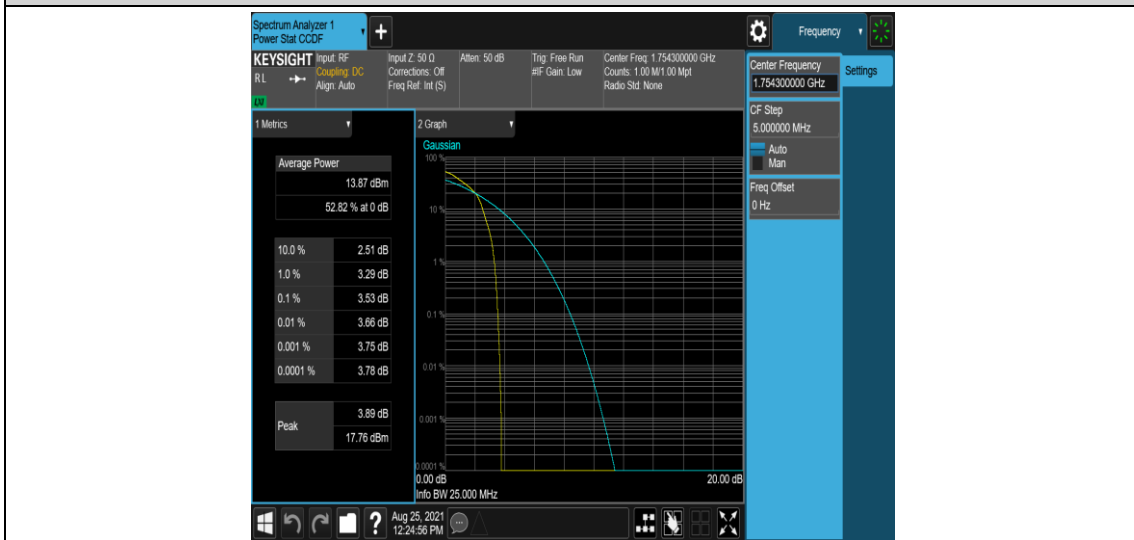 Spectrum Analyzer 1
Power Stat CCDF
+
Frequency
KEYSIGHT
RL
Input: RF
Coupling: DC
Align: Auto
Input Z: 50 Ω
Corrections: Off
Freq Ref: Int (S)
Atten: 50 dB
Trig: Free Run
#IF Gain: Low
Center Freq: 1.754300000 GHz
Counts: 1.00 M/1.00 Mpt
Radio Std: None
Center Frequency
1.754300000 GHz
Settings
CF Step
5.000000 MHz
Auto
Man
Freq Offset
0 Hz
1 Metrics
Average Power
13.87 dBm
52.82 % at 0 dB
10.0 % 2.51 dB
1.0 % 3.29 dB
0.1 % 3.53 dB
0.01 % 3.66 dB
0.001 % 3.75 dB
0.0001 % 3.78 dB
Peak 3.89 dB
17.76 dBm
2 Graph
Gaussian
100 %
10 %
1 %
0.1 %
0.01 %
0.001 %
0.0001 %
0.00 dB 20.00 dB
Info BW 25.000 MHz
?
Aug 25, 2021
12:24:56 PM